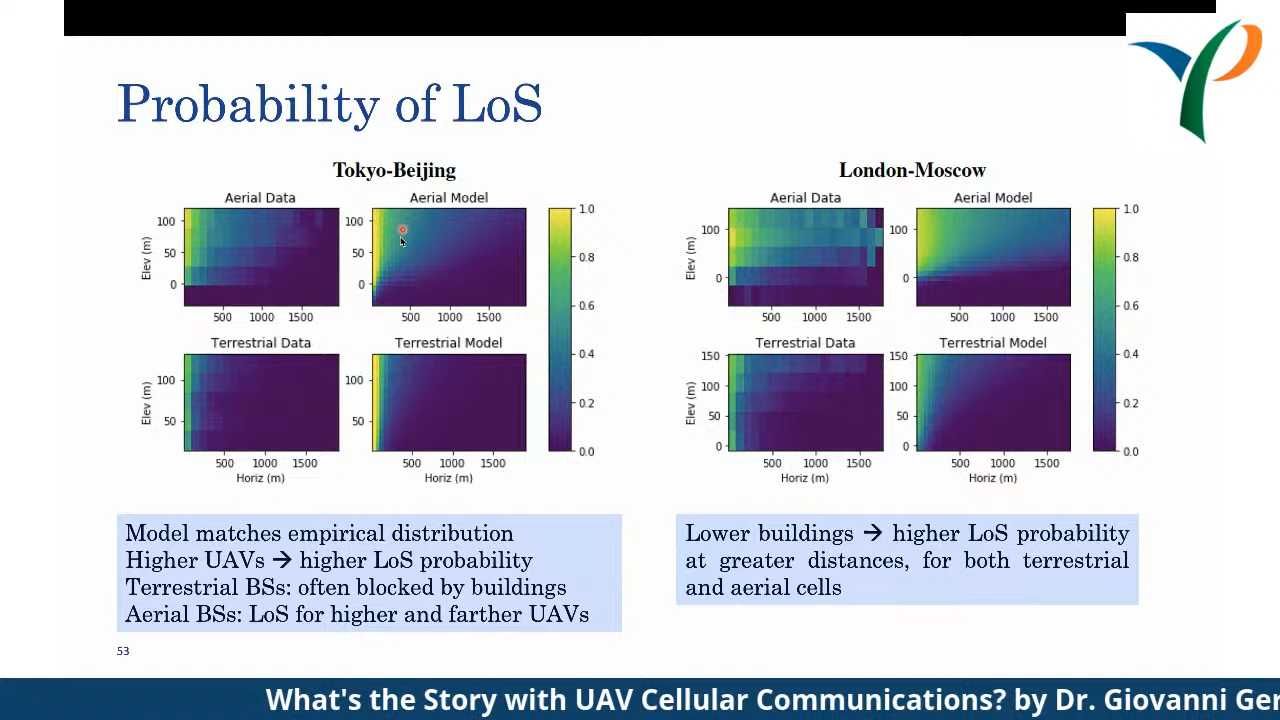 Probability of LoS
Tokyo-Beijing
London-Moscow
Aerial Data
Aerial Model
Aerial Data
Aerial Model
Elev (m)
100
50
0
500
1000
1500
100
50
0
500
1000
1500
1.0
0.8
0.6
0.4
0.2
0.0
Elev (m)
100
0
500
1000
1500
100
0
500
1000
1500
1.0
0.8
0.6
0.4
0.2
0.0
Terrestrial Data
Terrestrial Model
Terrestrial Data
Terrestrial Model
Elev (m)
100
50
500
1000
1500
Horiz (m)
100
50
500
1000
1500
Horiz (m)
Elev (m)
150
100
50
0
500
1000
1500
Horiz (m)
150
100
50
0
500
1000
1500
Horiz (m)
Model matches empirical distribution
Higher UAVs → higher LoS probability
Terrestrial BSs: often blocked by buildings
Aerial BSs: LoS for higher and farther UAVs
Lower buildings → higher LoS probability
at greater distances, for both terrestrial
and aerial cells
53
What's the Story with UAV Cellular Communications? by Dr. Giovanni Ger